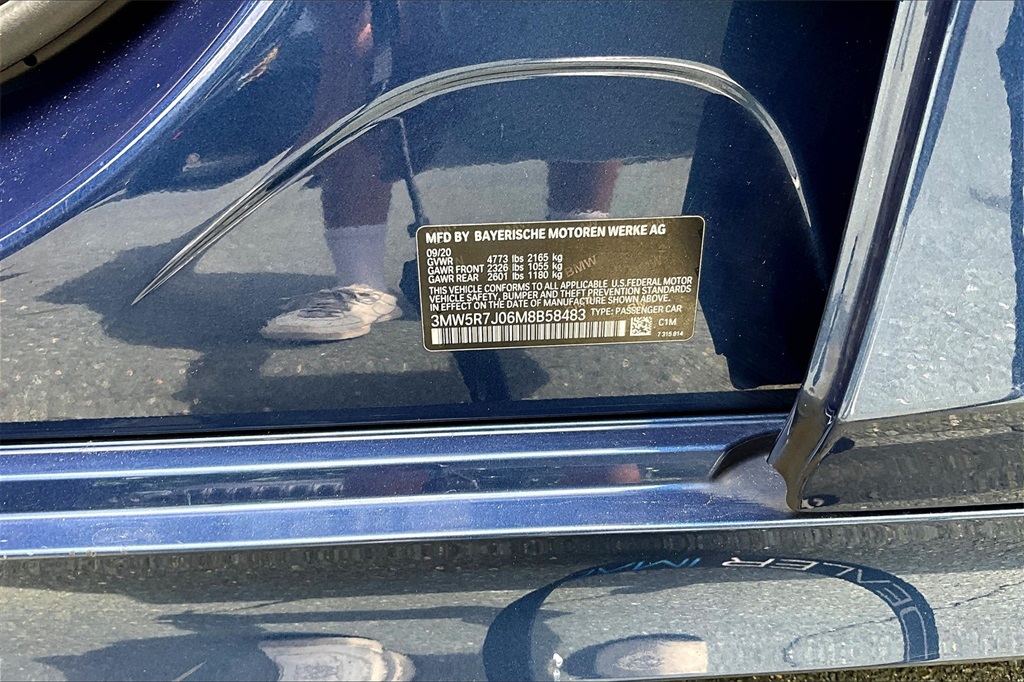 MFD BY BAYERISCHE MOTOREN WERKE AG
09/20
GVWR 4773 lbs 2165 kg
GAWR FRONT 2326 lbs 1055 kg
GAWR REAR 2601 lbs 1180 kg
BMW
THIS VEHICLE CONFORMS TO ALL APPLICABLE U.S.FEDERAL MOTOR
VEHICLE SAFETY, BUMPER AND THEFT PREVENTION STANDARDS
IN EFFECT ON THE DATE OF MANUFACTURE SHOWN ABOVE.
3MW5R7J06M8B58483 TYPE: PASSENGER CAR
C1M
7 315 814
DEALER